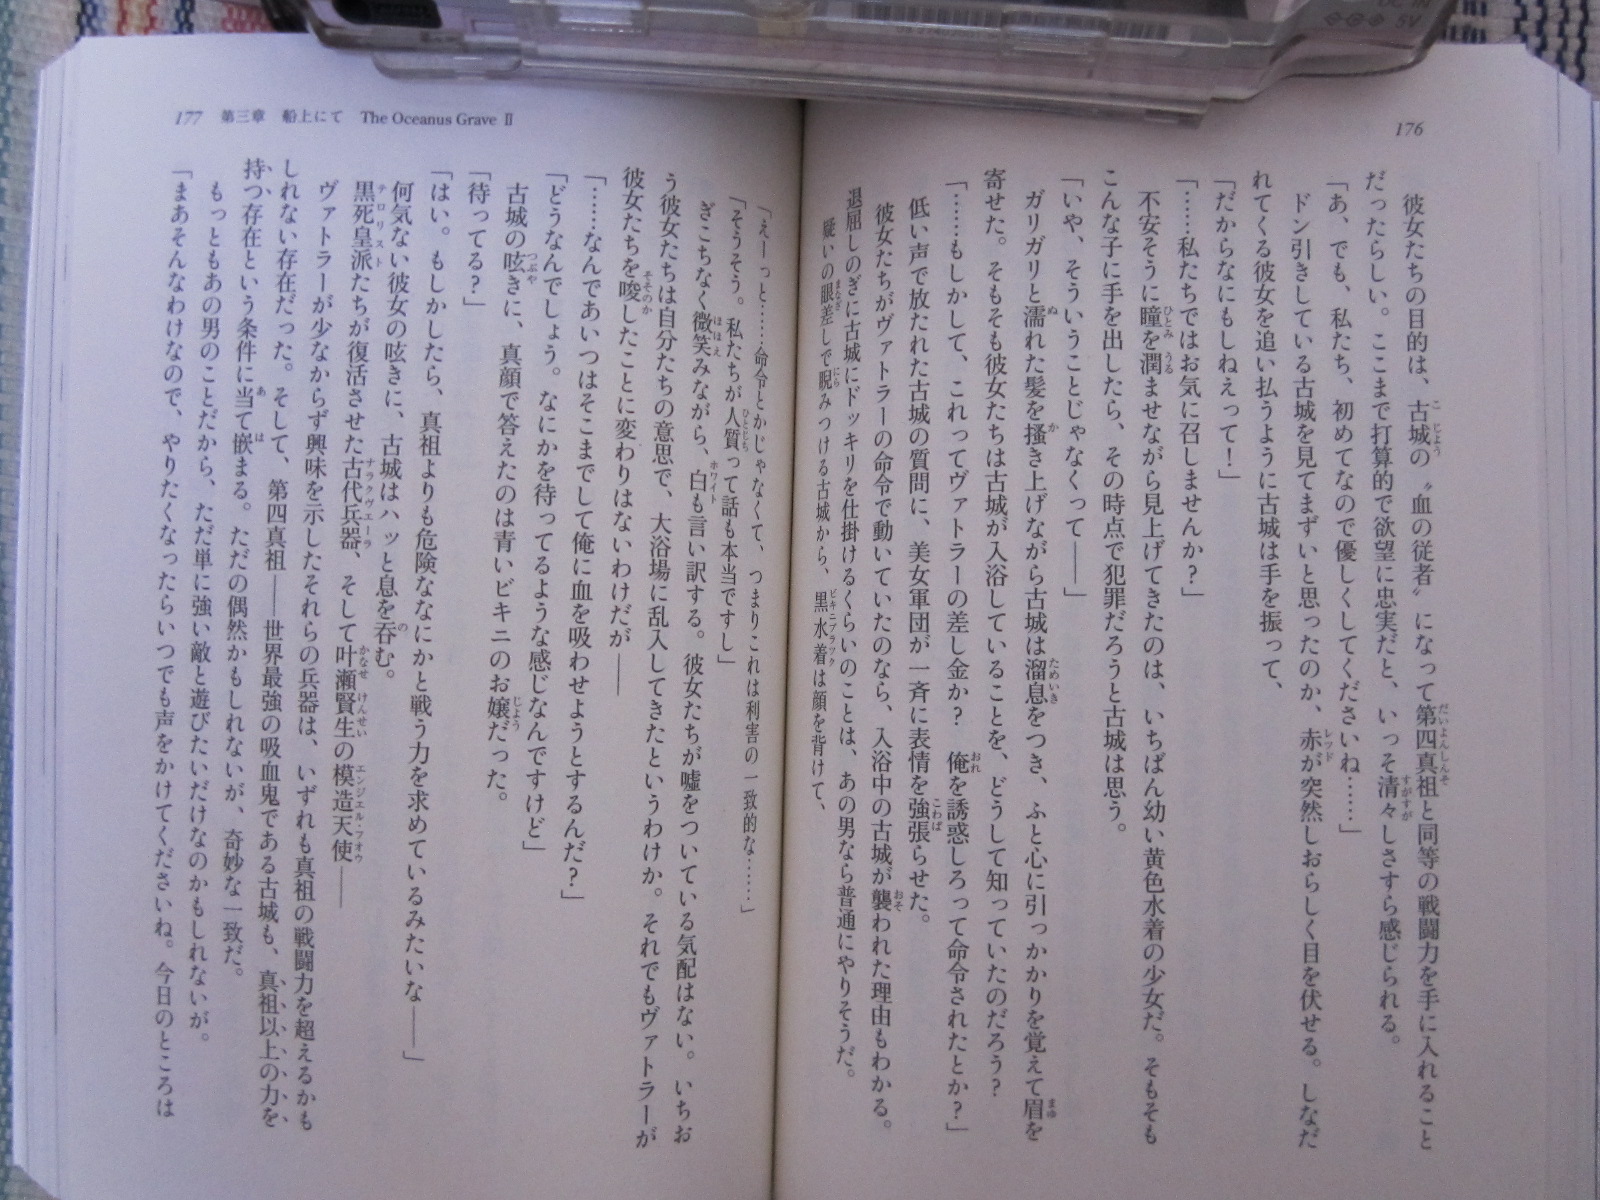 176
彼女たちの目的は、古城の〝血の従者〟になって第四真祖と同等の戦闘力を手に入れること
だったらしい。ここまで打算的で欲望に忠実だと、いっそ清々しささえ感じられる。
「あ、でも、私たち、初めてなので優しくしてくださいね……」
ドン引きしている古城を見てまずいと思ったのか、赤が突然しおらしく目を伏せる。しなだ
れてくる彼女を追い払うように古城は手を振って、
「だからなにもしねえって！」
「……私たちではお気に召しませんか？」
不安そうに瞳を潤ませながら見上げてきたのは、いちばん幼い黄色水着の少女だ。そもそも
こんな子に手を出したら、その時点で犯罪だろうと古城は思う。
「いや、そういうことじゃなくって――」
ガリガリと濡れた髪を掻き上げながら古城は溜息をつき、ふと心に引っかかりを覚えて眉を
寄せた。そもそも彼女たちは古城が入浴していることを、どうして知っていたのだろう？
「……もしかして、これってヴァトラーの差し金か？　俺を誘惑しろって命令されたとか？」
低い声で放たれた古城の質問に、美女軍団が一斉に表情を強張らせた。
彼女たちがヴァトラーの命令で動いていたのなら、入浴中の古城が襲われた理由もわかる。
退屈しのぎに古城にドッキリを仕掛けるくらいのことは、あの男なら普通にやりそうだ。
疑いの眼差しで睨みつける古城から、黒水着は顔を背けて、
「えーっと……命令とかじゃなくて、つまりこれは利害の一致的な……」
「そうそう。私たちが人質って話も本当ですし」
ぎこちなく微笑みながら、白も言い訳する。彼女たちが嘘をついている気配はない。いちお
う彼女たちは自分たちの意思で、大浴場に乱入してきたというわけか。それでもヴァトラーが
彼女たちを唆したことに変わりはないわけだが――
「……なんであいつはそこまでして俺に血を吸わせようとするんだ？」
「どうなんでしょう。なにかを待ってるような感じなんですけど」
古城の呟きに、真顔で答えたのは青いビキニのお嬢だった。
「待ってる？」
「はい。もしかしたら、真祖よりも危険ななにかと戦う力を求めているみたいな――」
何気ない彼女の呟きに、古城はハッと息を呑む。
黒死皇派たちが復活させた古代兵器、そして叶瀬賢生の模造天使――
ヴァトラーが少なからず興味を示したそれらの兵器は、いずれも真祖の戦闘力を超えるかも
しれない存在だった。そして、第四真祖――世界最強の吸血鬼である古城も、真祖以上の力を
持つ存在という条件に当て嵌まる。ただの偶然かもしれないが、奇妙な一致だ。
もっともあの男のことだから、ただ単に強い敵と遊びたいだけなのかもしれないが。
「まあそんなわけなので、やりたくなったらいつでも声をかけてくださいね。今日のところは
177 第三章 船上にて The Oceanus Grave Ⅱ